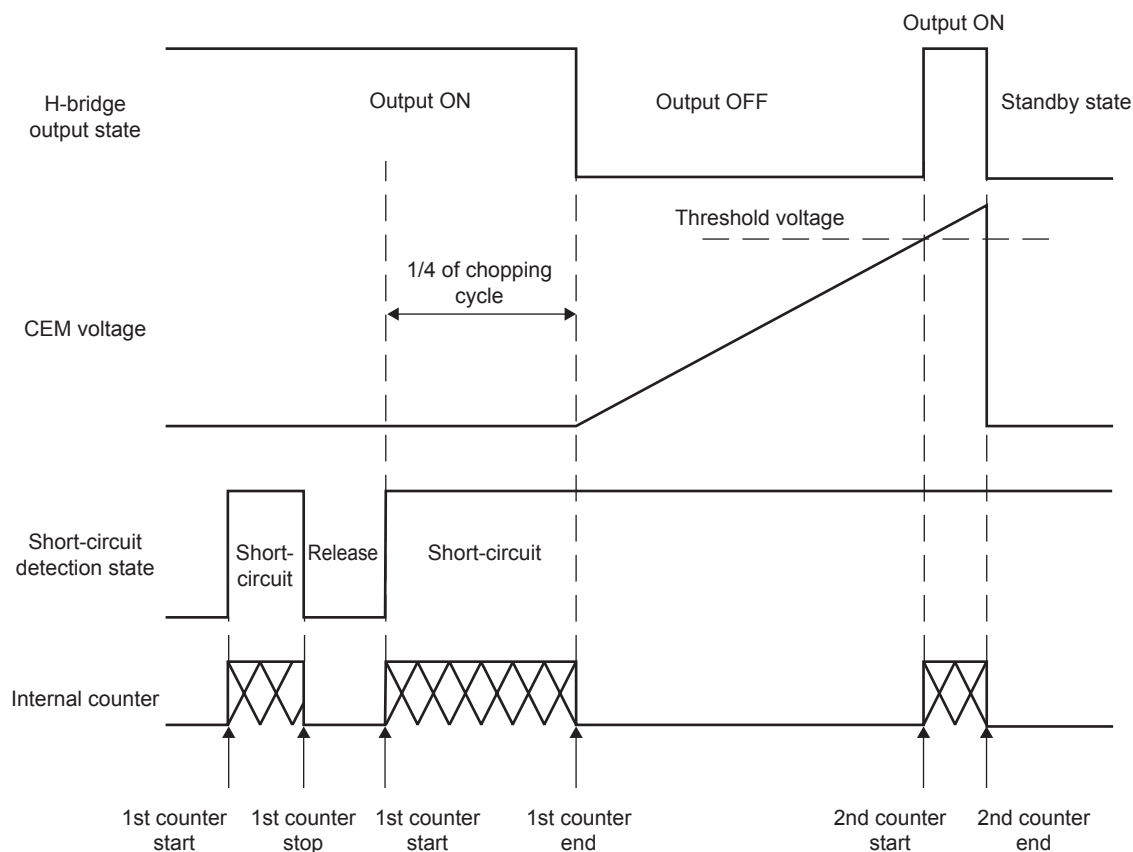 Output ON
H-bridge
output state
Output ON
Output OFF
Standby state
Threshold voltage
1/4 of chopping
cycle
CEM voltage
Short-circuit
detection state
Short-
circuit
Release
Short-circuit
Internal counter
1st counter
start
1st counter
stop
1st counter
start
1st counter
end
2nd counter
start
2nd counter
end